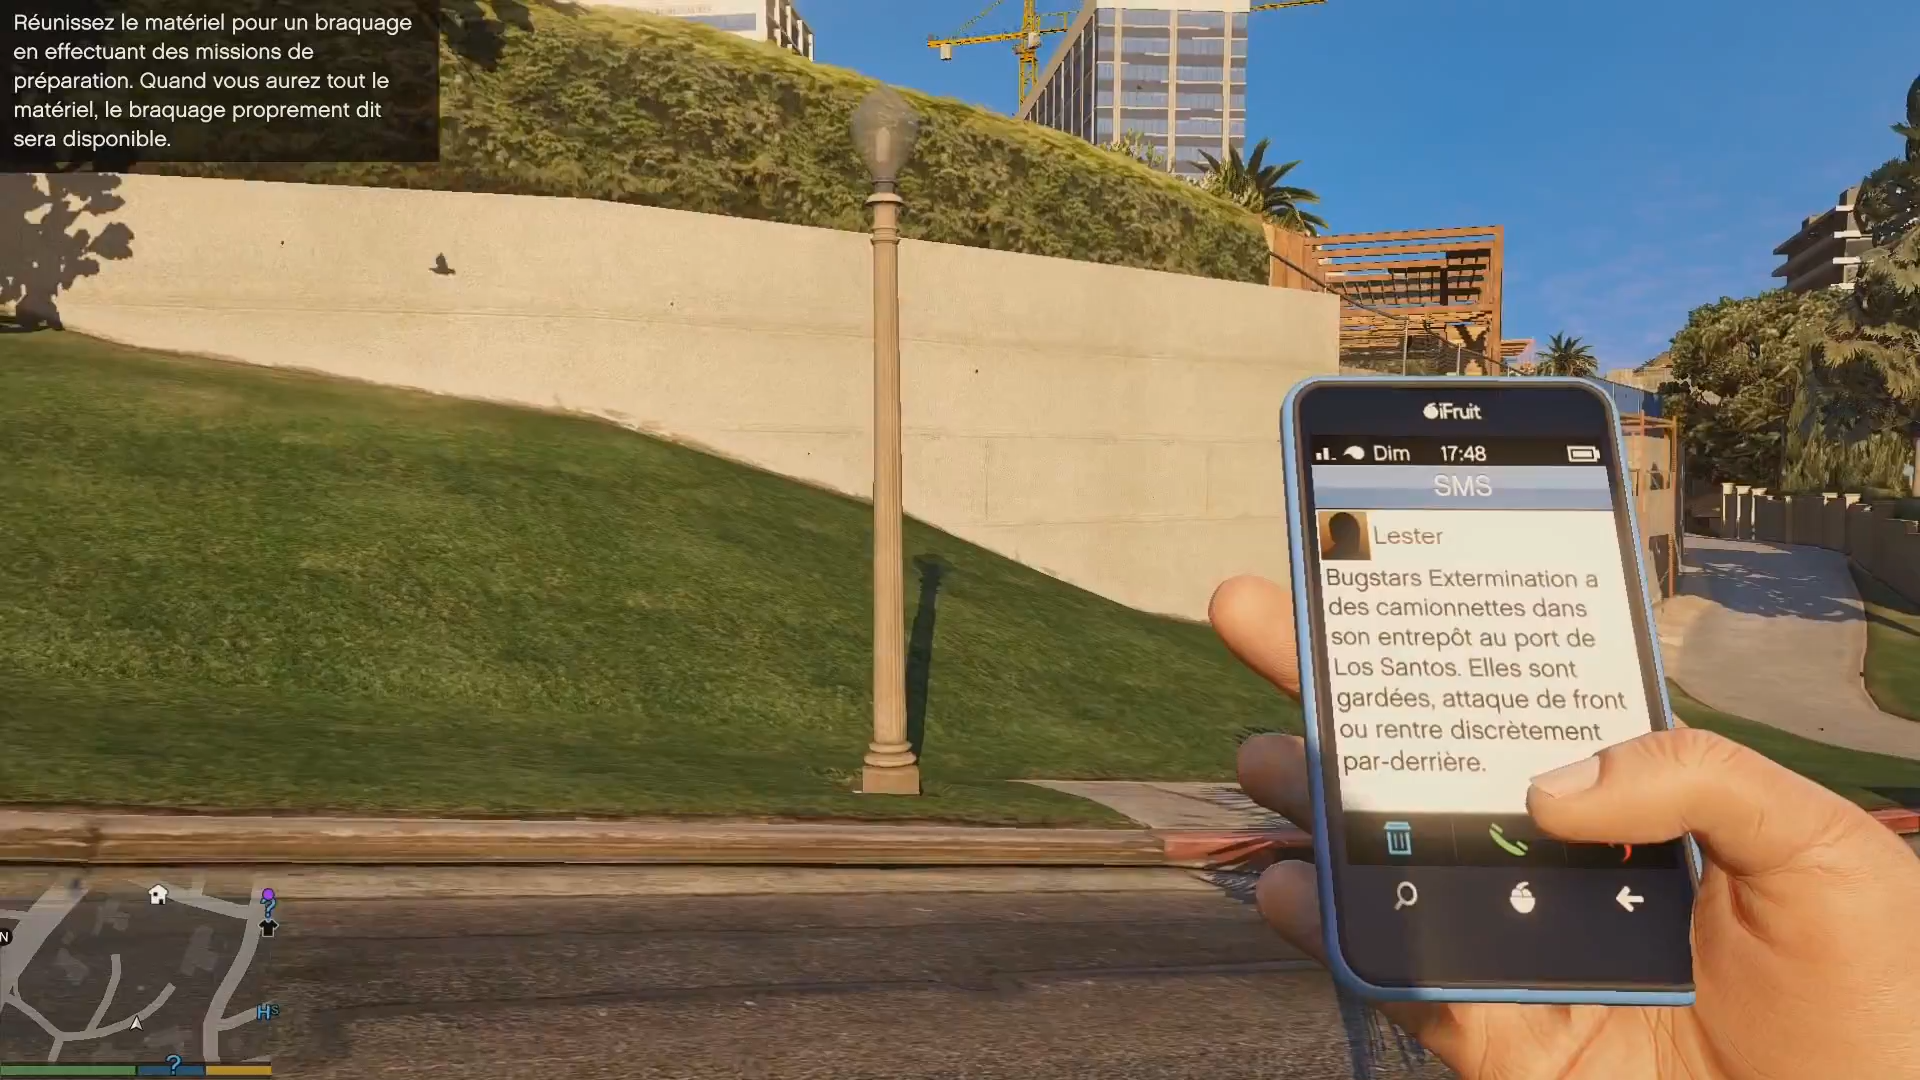 Réunissez le matériel pour un braquage
en effectuant des missions de
préparation. Quand vous aurez tout le
matériel, le braquage proprement dit
sera disponible.
iFruit
Dim 17:48
SMS
Lester
Bugstars Extermination a
des camionnettes dans
son entrepôt au port de
Los Santos. Elles sont
gardées, attaque de front
ou rentre discrètement
par-derrière.
N
?
HS
?